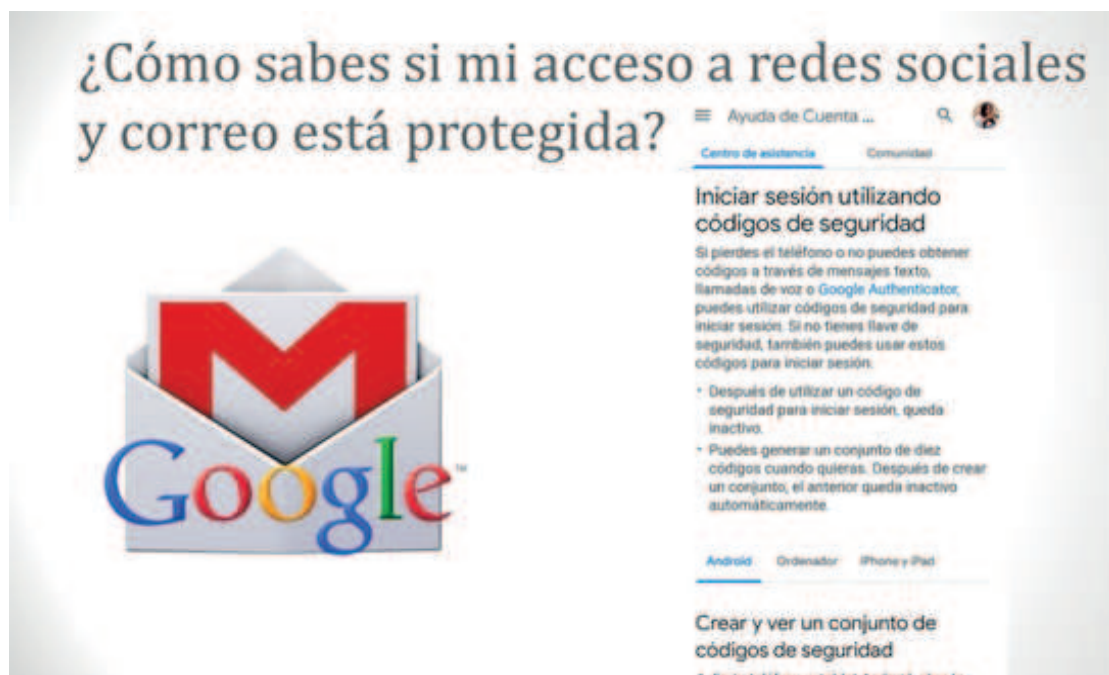 ¿Cómo sabes si mi acceso a redes sociales
y correo está protegida?
Ayuda de Cuenta ...
Centro de asistencia Comunidad
Iniciar sesión utilizando
códigos de seguridad
Si pierdes el teléfono o no puedes obtener
códigos a través de mensajes texto,
llamadas de voz o Google Authenticator,
puedes utilizar códigos de seguridad para
iniciar sesión. Si no tienes llave de
seguridad, también puedes usar estos
códigos para iniciar sesión.
• Después de utilizar un código de
seguridad para iniciar sesión, queda
inactivo.
• Puedes generar un conjunto de diez
códigos cuando quieras. Después de crear
un conjunto, el anterior queda inactivo
automáticamente.
Google™
Android Ordenador iPhone y iPad
Crear y ver un conjunto de
códigos de seguridad